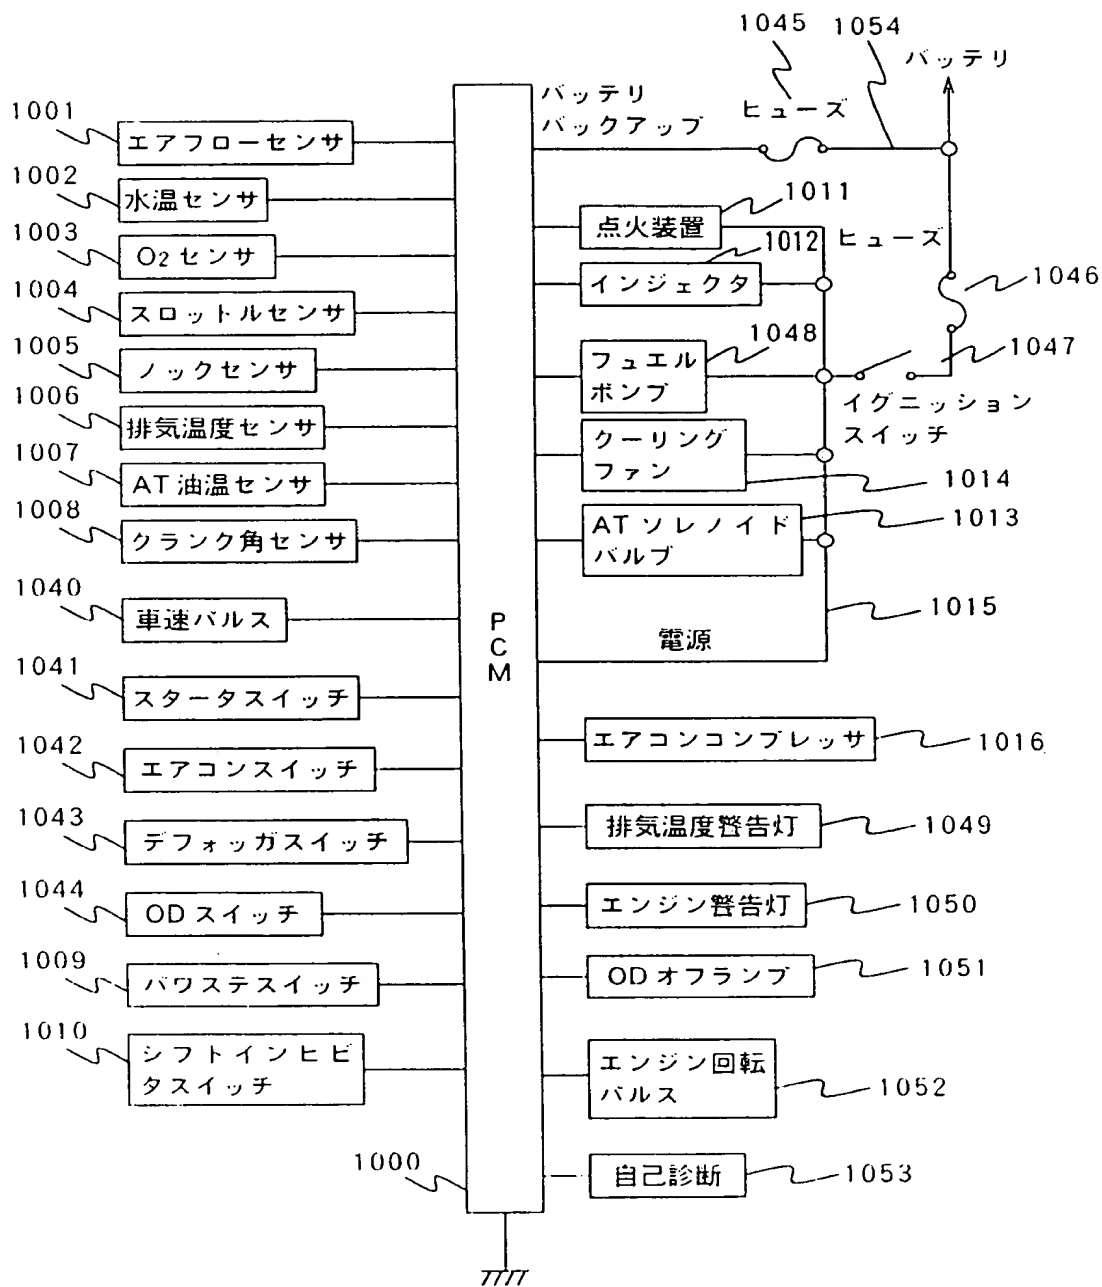 1045
1054
バッテリ
バッテリ
バックアップ
ヒューズ
1001
エアフローセンサ
1002
水温センサ
1003
O2センサ
1004
スロットルセンサ
1005
ノックセンサ
1006
排気温度センサ
1007
AT油温センサ
1008
クランク角センサ
1040
車速パルス
1041
スタータスイッチ
1042
エアコンスイッチ
1043
デフォッガスイッチ
1044
ODスイッチ
1009
パワステスイッチ
1010
シフトインヒビ
タスイッチ
1000
P
C
M
点火装置
1011
インジェクタ
1012
ヒューズ
1046
フュエル
ポンプ
1048
1047
イグニッション
スイッチ
クーリング
ファン
1014
ATソレノイド
バルブ
1013
1015
電源
エアコンコンプレッサ
1016
排気温度警告灯
1049
エンジン警告灯
1050
ODオフランプ
1051
エンジン回転
パルス
1052
自己診断
1053